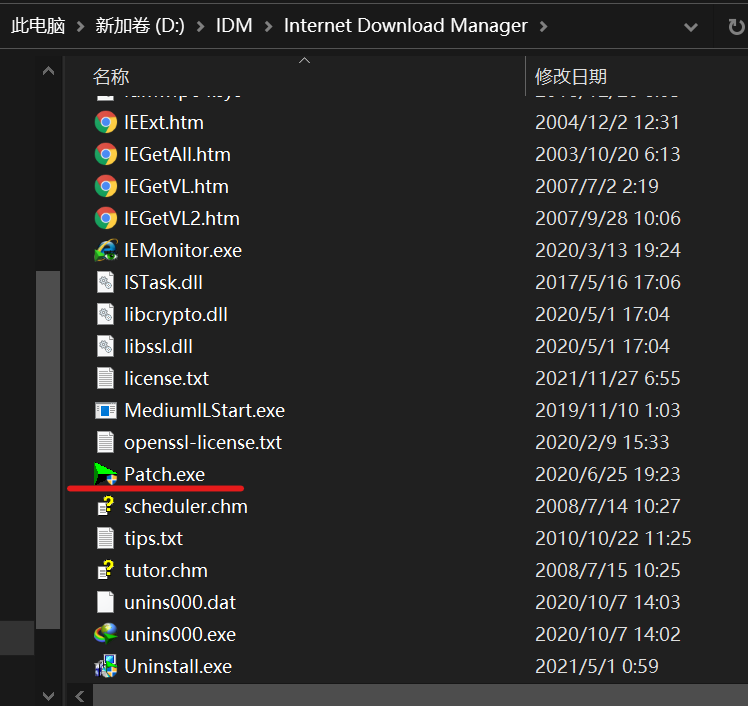 此电脑 > 新加卷 (D:) > IDM > Internet Download Manager >
名称 修改日期
IEExt.htm 2004/12/2 12:31
IEGetAll.htm 2003/10/20 6:13
IEGetVL.htm 2007/7/2 2:19
IEGetVL2.htm 2007/9/28 10:06
IEMonitor.exe 2020/3/13 19:24
ISTask.dll 2017/5/16 17:06
libcrypto.dll 2020/5/1 17:04
libssl.dll 2020/5/1 17:04
license.txt 2021/11/27 6:55
MediumILStart.exe 2019/11/10 1:03
openssl-license.txt 2020/2/9 15:33
Patch.exe 2020/6/25 19:23
scheduler.chm 2008/7/14 10:27
tips.txt 2010/10/22 11:25
tutor.chm 2008/7/15 10:25
unins000.dat 2020/10/7 14:03
unins000.exe 2020/10/7 14:02
Uninstall.exe 2021/5/1 0:59